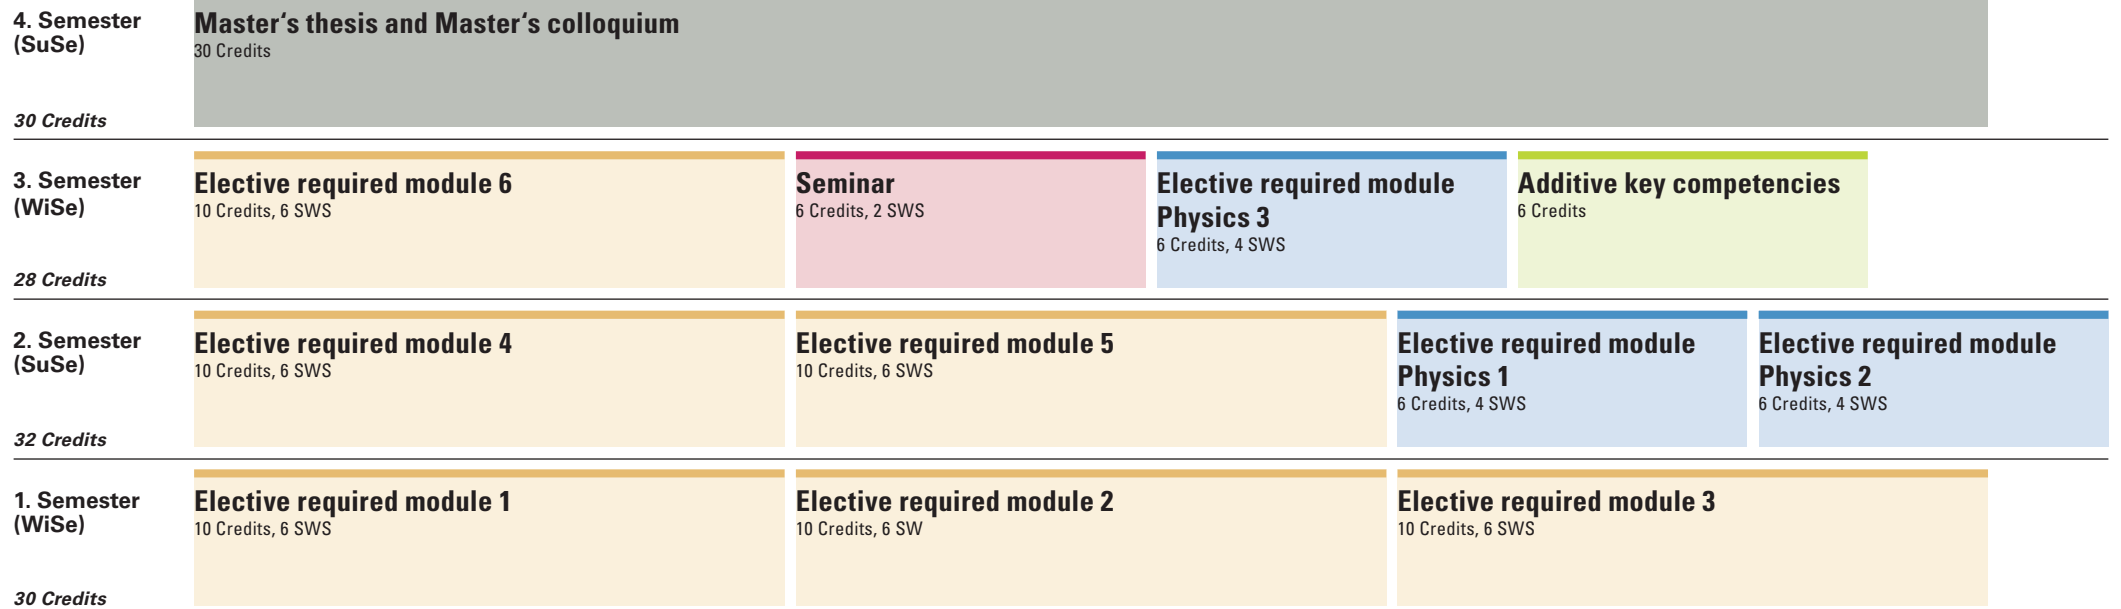 4. Semester
(SuSe)
30 Credits
Master‘s thesis and Master‘s colloquium
30 Credits
3. Semester
(WiSe)
28 Credits
Elective required module 6
10 Credits, 6 SWS
Seminar
6 Credits, 2 SWS
Elective required module
Physics 3
6 Credits, 4 SWS
Additive key competencies
6 Credits
2. Semester
(SuSe)
32 Credits
Elective required module 4
10 Credits, 6 SWS
Elective required module 5
10 Credits, 6 SWS
Elective required module
Physics 1
6 Credits, 4 SWS
Elective required module
Physics 2
6 Credits, 4 SWS
1. Semester
(WiSe)
30 Credits
Elective required module 1
10 Credits, 6 SWS
Elective required module 2
10 Credits, 6 SW
Elective required module 3
10 Credits, 6 SWS